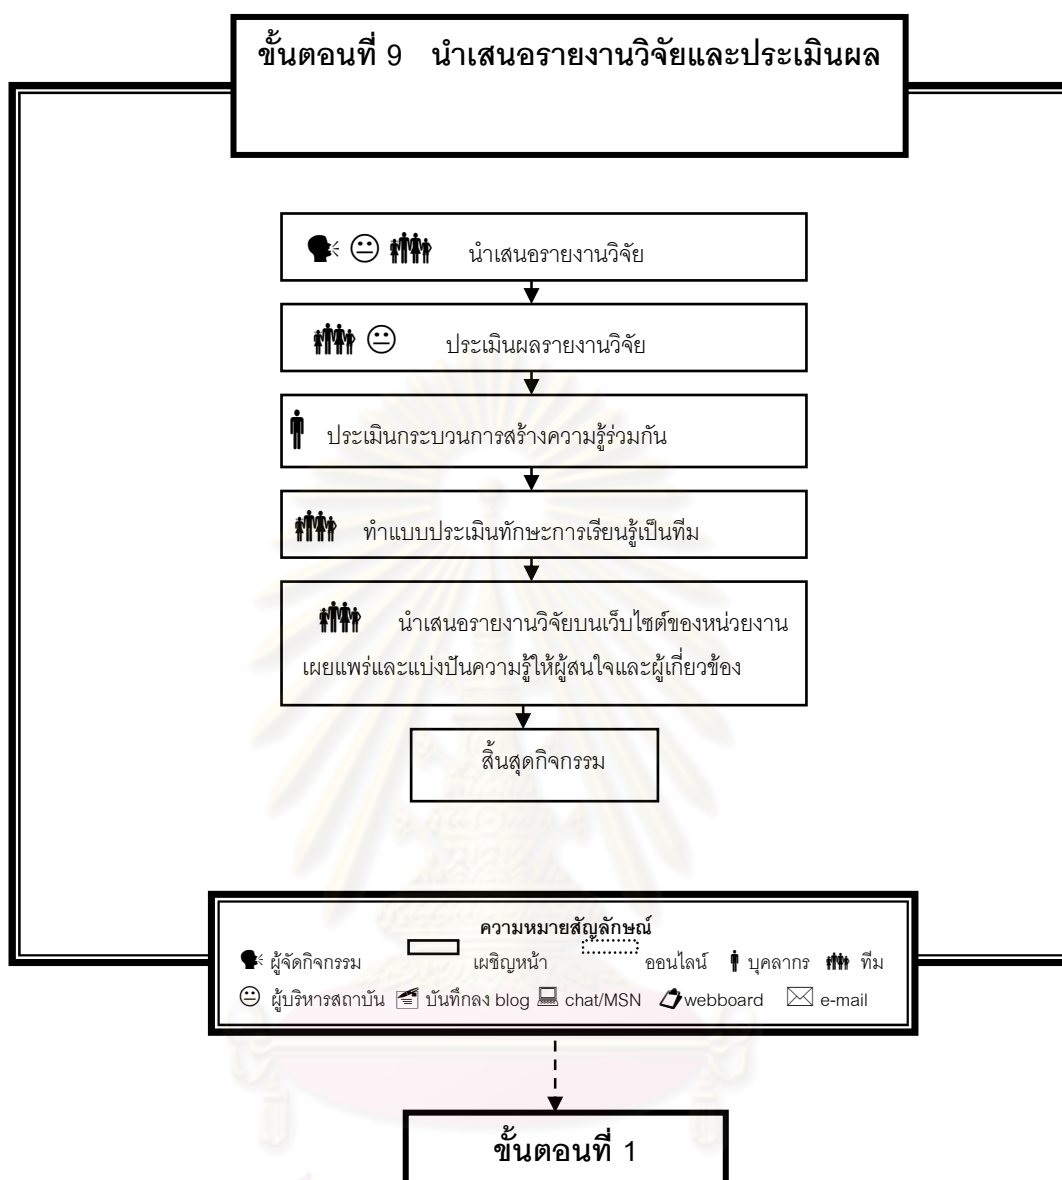 ขั้นตอนที่ 9 นำเสนอรายงานวิจัยและประเมินผล
นำเสนอรายงานวิจัย
ประเมินผลรายงานวิจัย
ประเมินกระบวนการสร้างความรู้ร่วมกัน
ทำแบบประเมินทักษะการเรียนรู้เป็นทีม
นำเสนอรายงานวิจัยบนเว็บไซต์ของหน่วยงาน
เผยแพร่และแบ่งปันความรู้ให้ผู้สนใจและผู้เกี่ยวข้อง
สิ้นสุดกิจกรรม
ความหมายสัญลักษณ์
ผู้จัดกิจกรรม เผชิญหน้า ออนไลน์ บุคลากร ทีม
ผู้บริหารสถาบัน บันทึกลง blog chat/MSN webboard e-mail
ขั้นตอนที่ 1